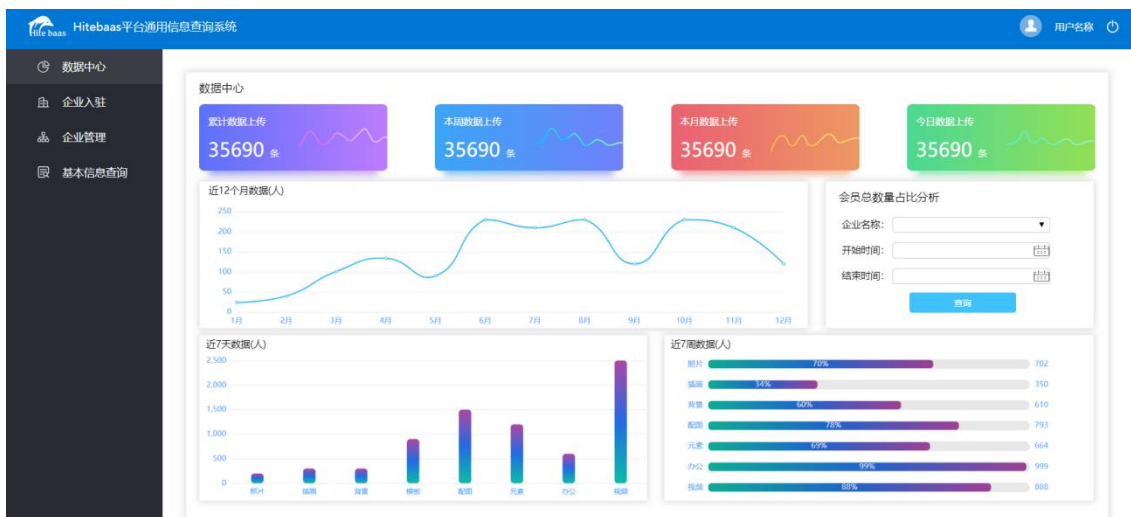 Hite baas Hitebaas平台通用信息查询系统
用户名称
数据中心
企业入驻
企业管理
基本信息查询
数据中心
累计数据上传
35690 条
本周数据上传
35690 条
本月数据上传
35690 条
今日数据上传
35690 条
近12个月数据(人)
250
200
150
100
50
0
1月 2月 3月 4月 5月 6月 7月 8月 9月 10月 11月 12月
会员总数量占比分析
企业名称:
开始时间:
结束时间:
查询
近7天数据(人)
2,500
2,000
1,500
1,000
500
0
照片 插画 背景 模板 配图 元素 办公 视频
近7周数据(人)
照片 70% 702
插画 34% 350
背景 60% 610
配图 78% 793
元素 69% 664
办公 99% 999
视频 88% 888